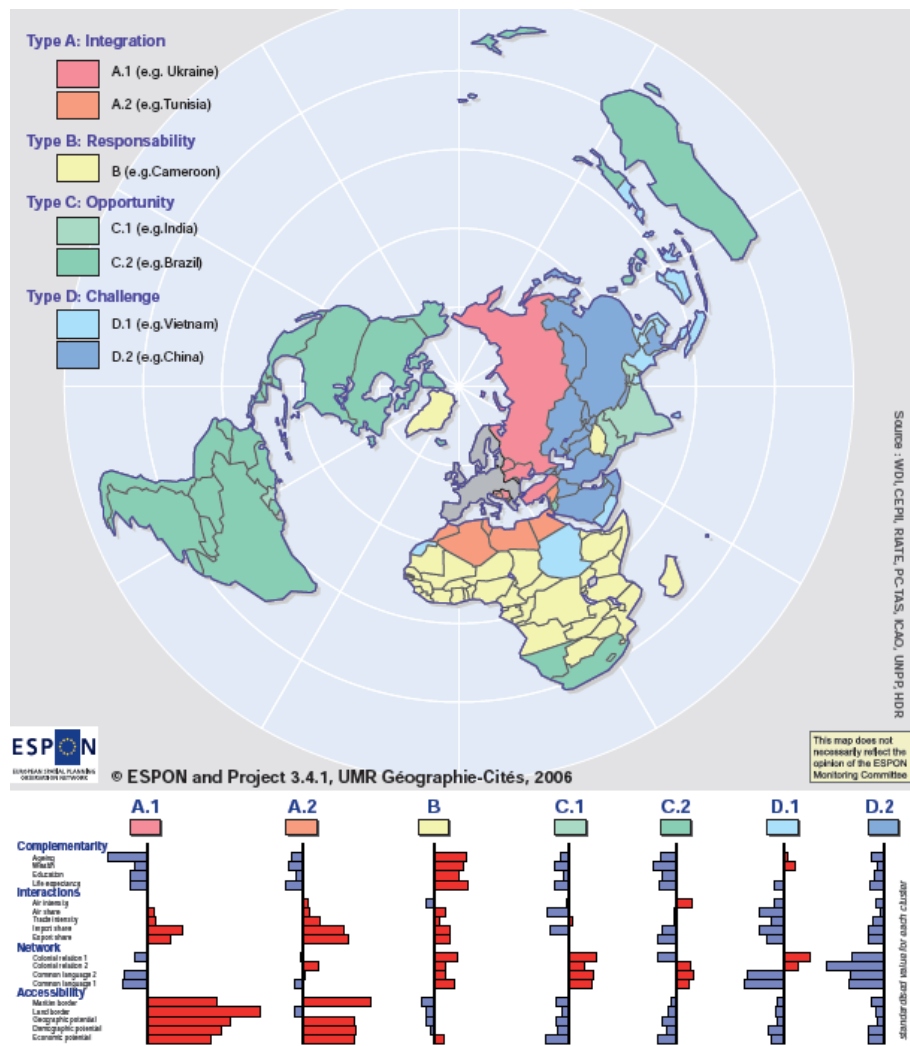 Type A: Integration
A.1 (e.g. Ukraine)
A.2 (e.g.Tunisia)
Type B: Responsability
B (e.g.Cameroon)
Type C: Opportunity
C.1 (e.g.India)
C.2 (e.g.Brazil)
Type D: Challenge
D.1 (e.g.Vietnam)
D.2 (e.g.China)
Source : WDI, CEPII, RIATE, PC-TAS, ICAO, UNPP, HDR
ESPON
EUROPEAN SPATIAL PLANNING
OBSERVATION NETWORK
© ESPON and Project 3.4.1, UMR Géographie-Cités, 2006
This map does not
necessarily reflect the
opinion of the ESPON
Monitoring Committee
A.1 A.2 B C.1 C.2 D.1 D.2
Complementarity
Ageing
Wealth
Education
Life expectancy
Interactions
Air intensity
Air share
Trade intensity
Import share
Export share
Network
Colonial relation 1
Colonial relation 2
Common language 2
Common language 1
Accessibility
Maritim border
Land border
Geographic potential
Demographic potential
Economic potential
standardised value for each cluster